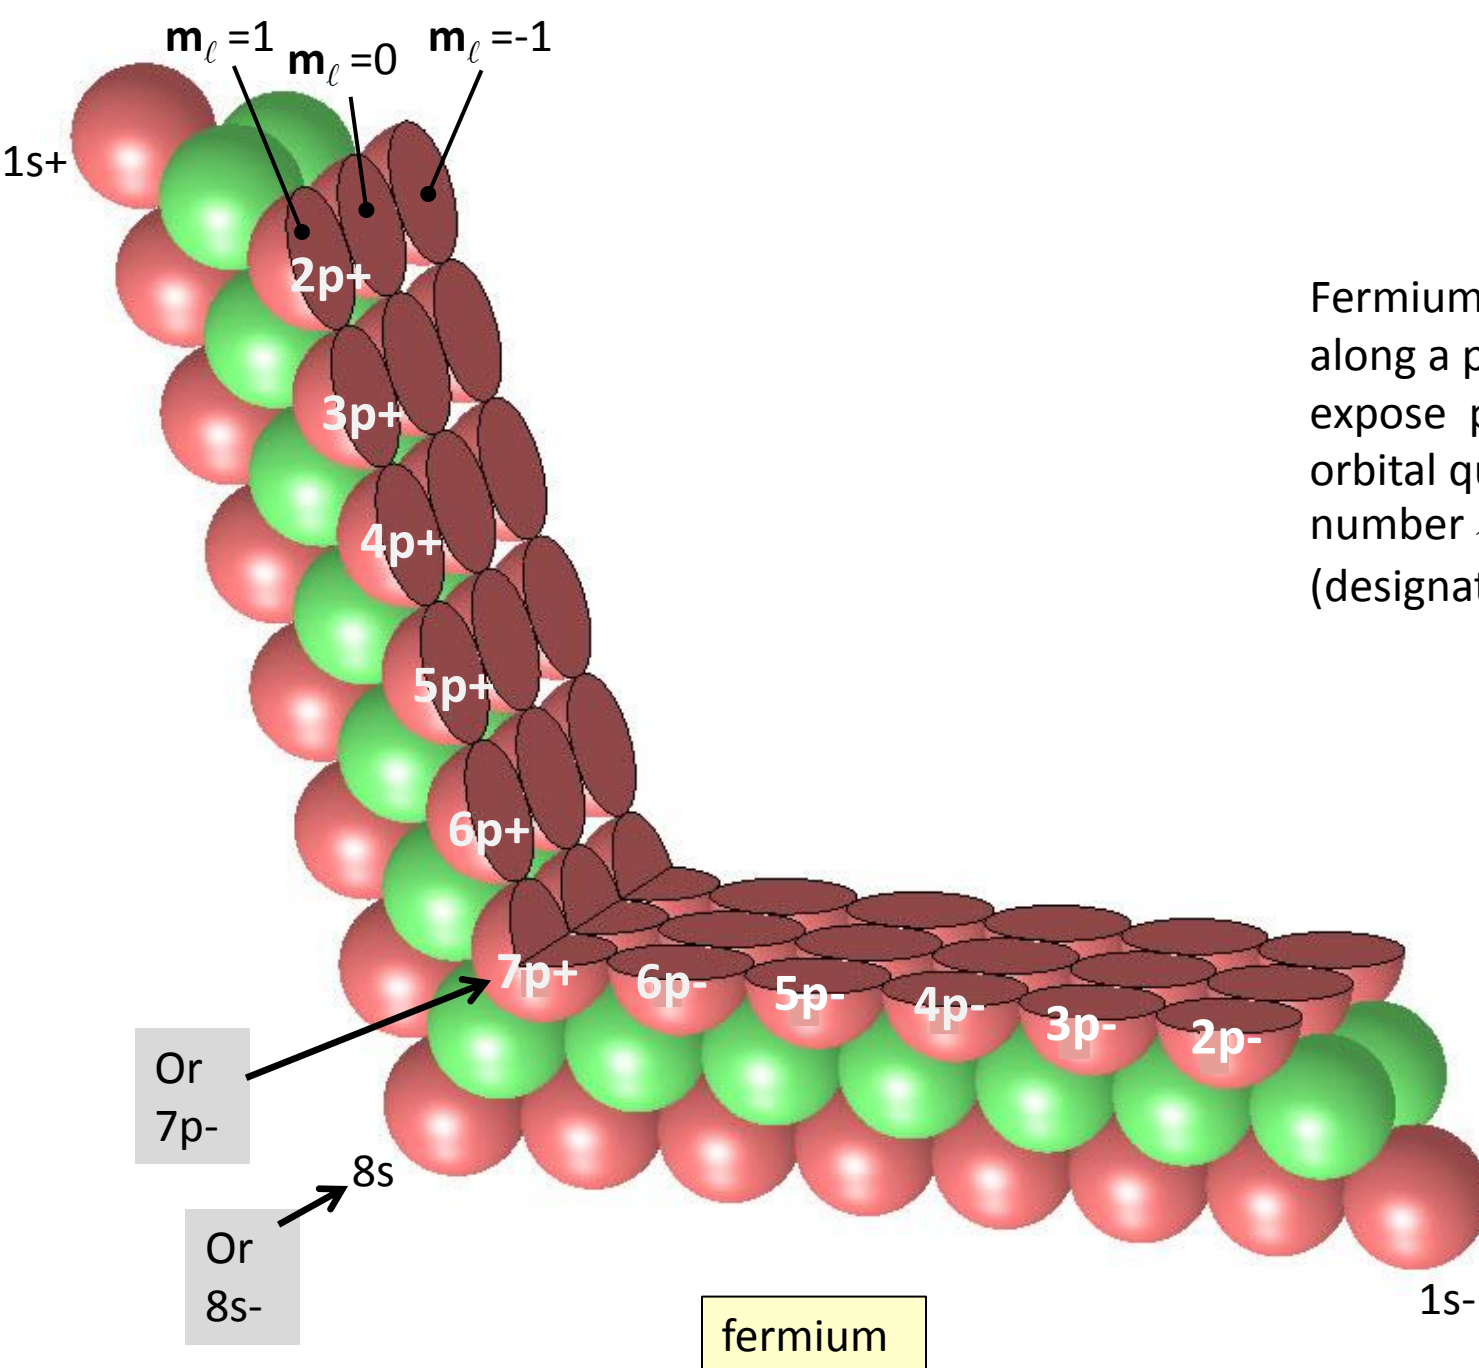 mℓ =1
mℓ =0
mℓ =-1
1s+
2p+
3p+
4p+
5p+
6p+
7p+
6p-
5p-
4p-
3p-
2p-
Fermium
along a
expose
orbital
number
Or
7p-
8s
Or
8s-
1s-
fermium